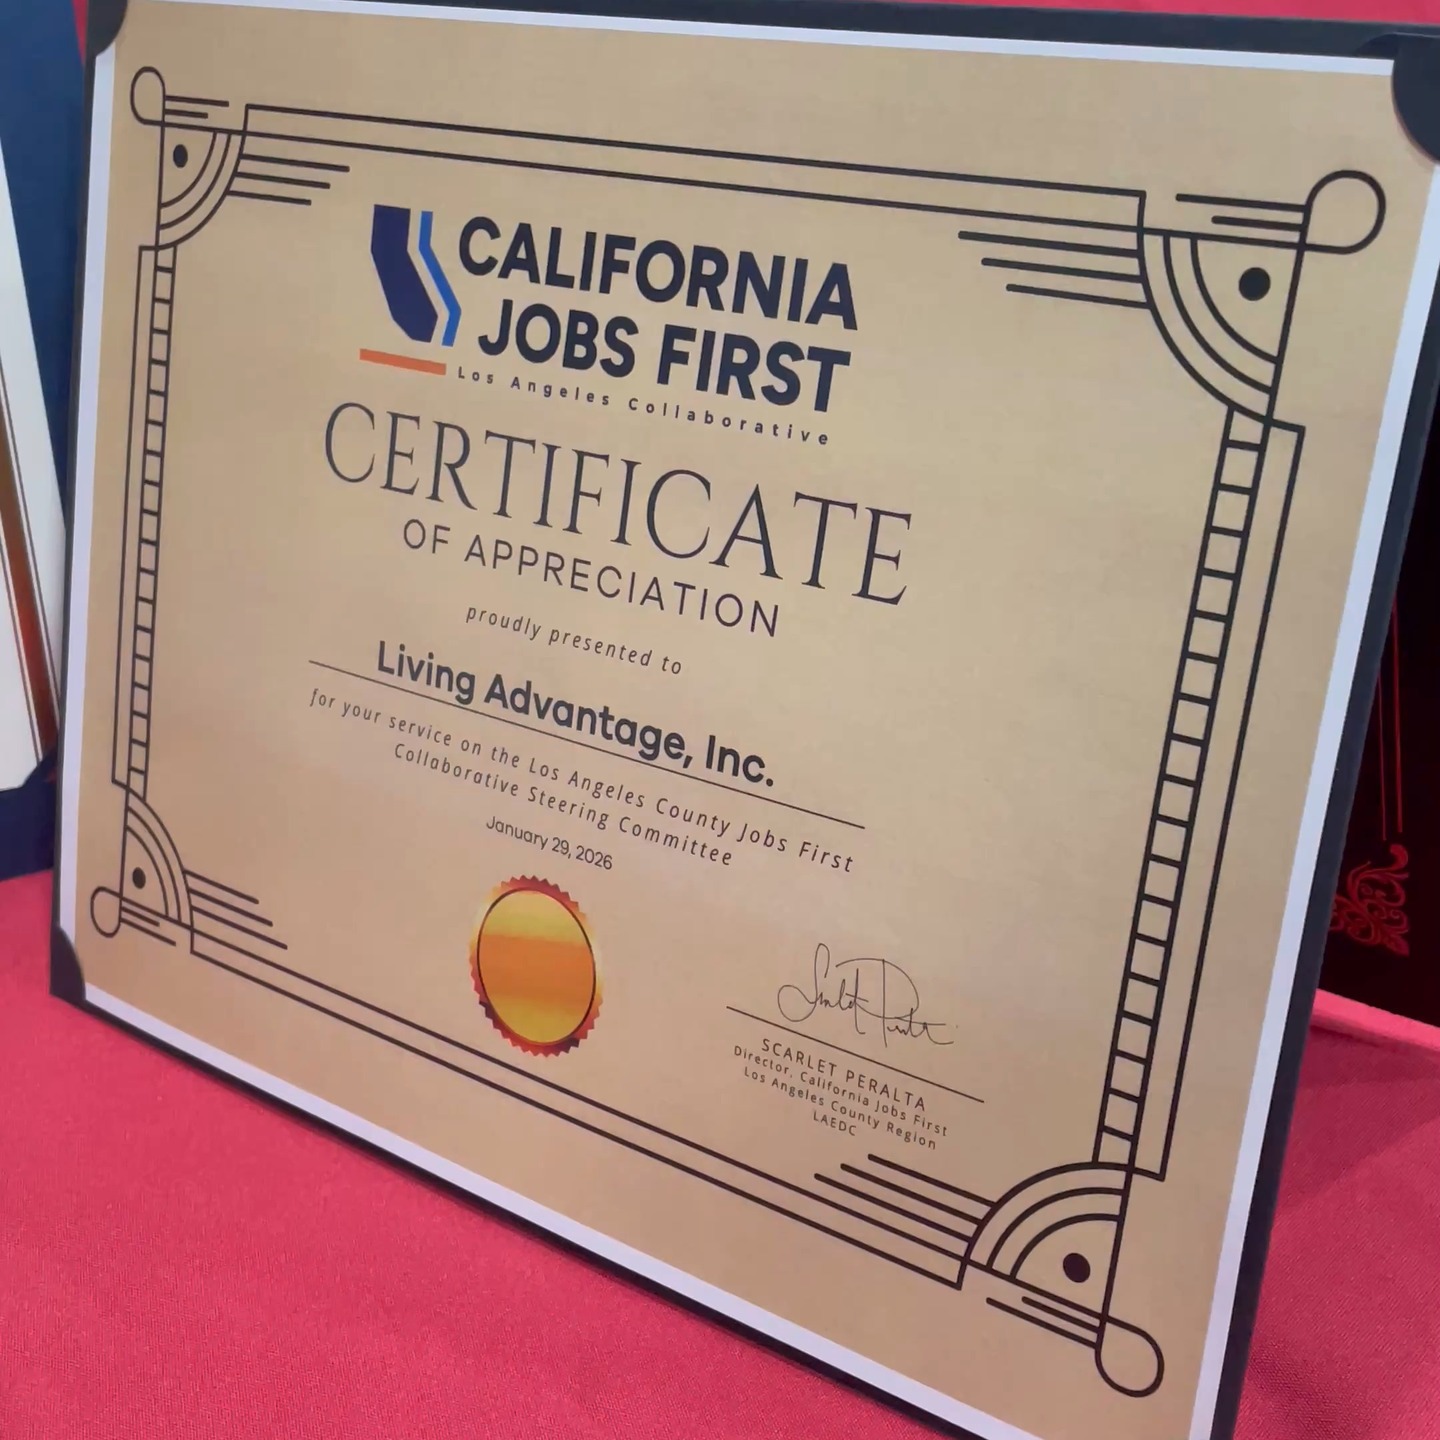 CALIFORNIA
JOBS FIRST
Los Angeles Collaborative
CERTIFICATE
OF APPRECIATION
proudly presented to
Living Advantage, Inc.
for your service on the Los Angeles County Jobs First
Collaborative Steering Committee
January 29, 2026
Scarlet Peralta
SCARLET PERALTA
Director, California Jobs First
Los Angeles County Region
LAEDC